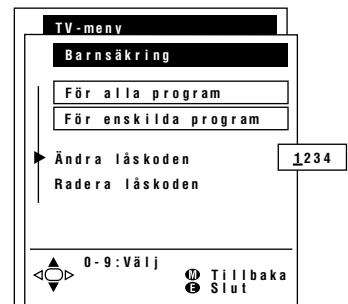 TV-meny
Barnsäkring
För alla program
För enskilda program
Ändra låskoden
1234
Radera låskoden
0-9:Välj
M Tillbaka
E Slut